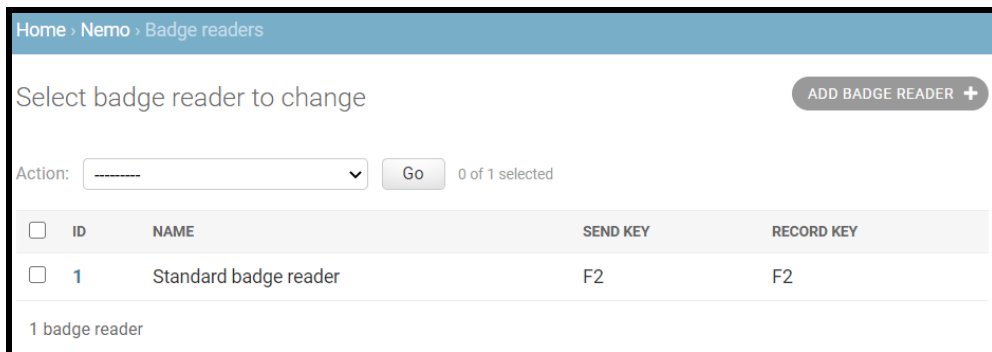 Home › Nemo › Badge readers
Select badge reader to change
ADD BADGE READER +
Action: --------- Go 0 of 1 selected
ID NAME SEND KEY RECORD KEY
1 Standard badge reader F2 F2
1 badge reader